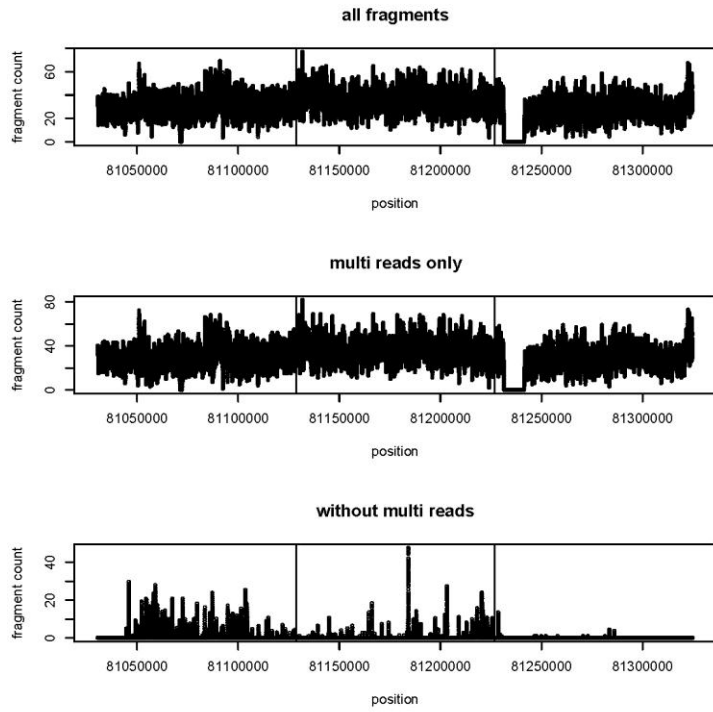 all fragments
fragment count
0
20
60
81050000 81100000 81150000 81200000 81250000 81300000
position
multi reads only
fragment count
0
40
80
81050000 81100000 81150000 81200000 81250000 81300000
position
without multi reads
fragment count
0
20
40
81050000 81100000 81150000 81200000 81250000 81300000
position